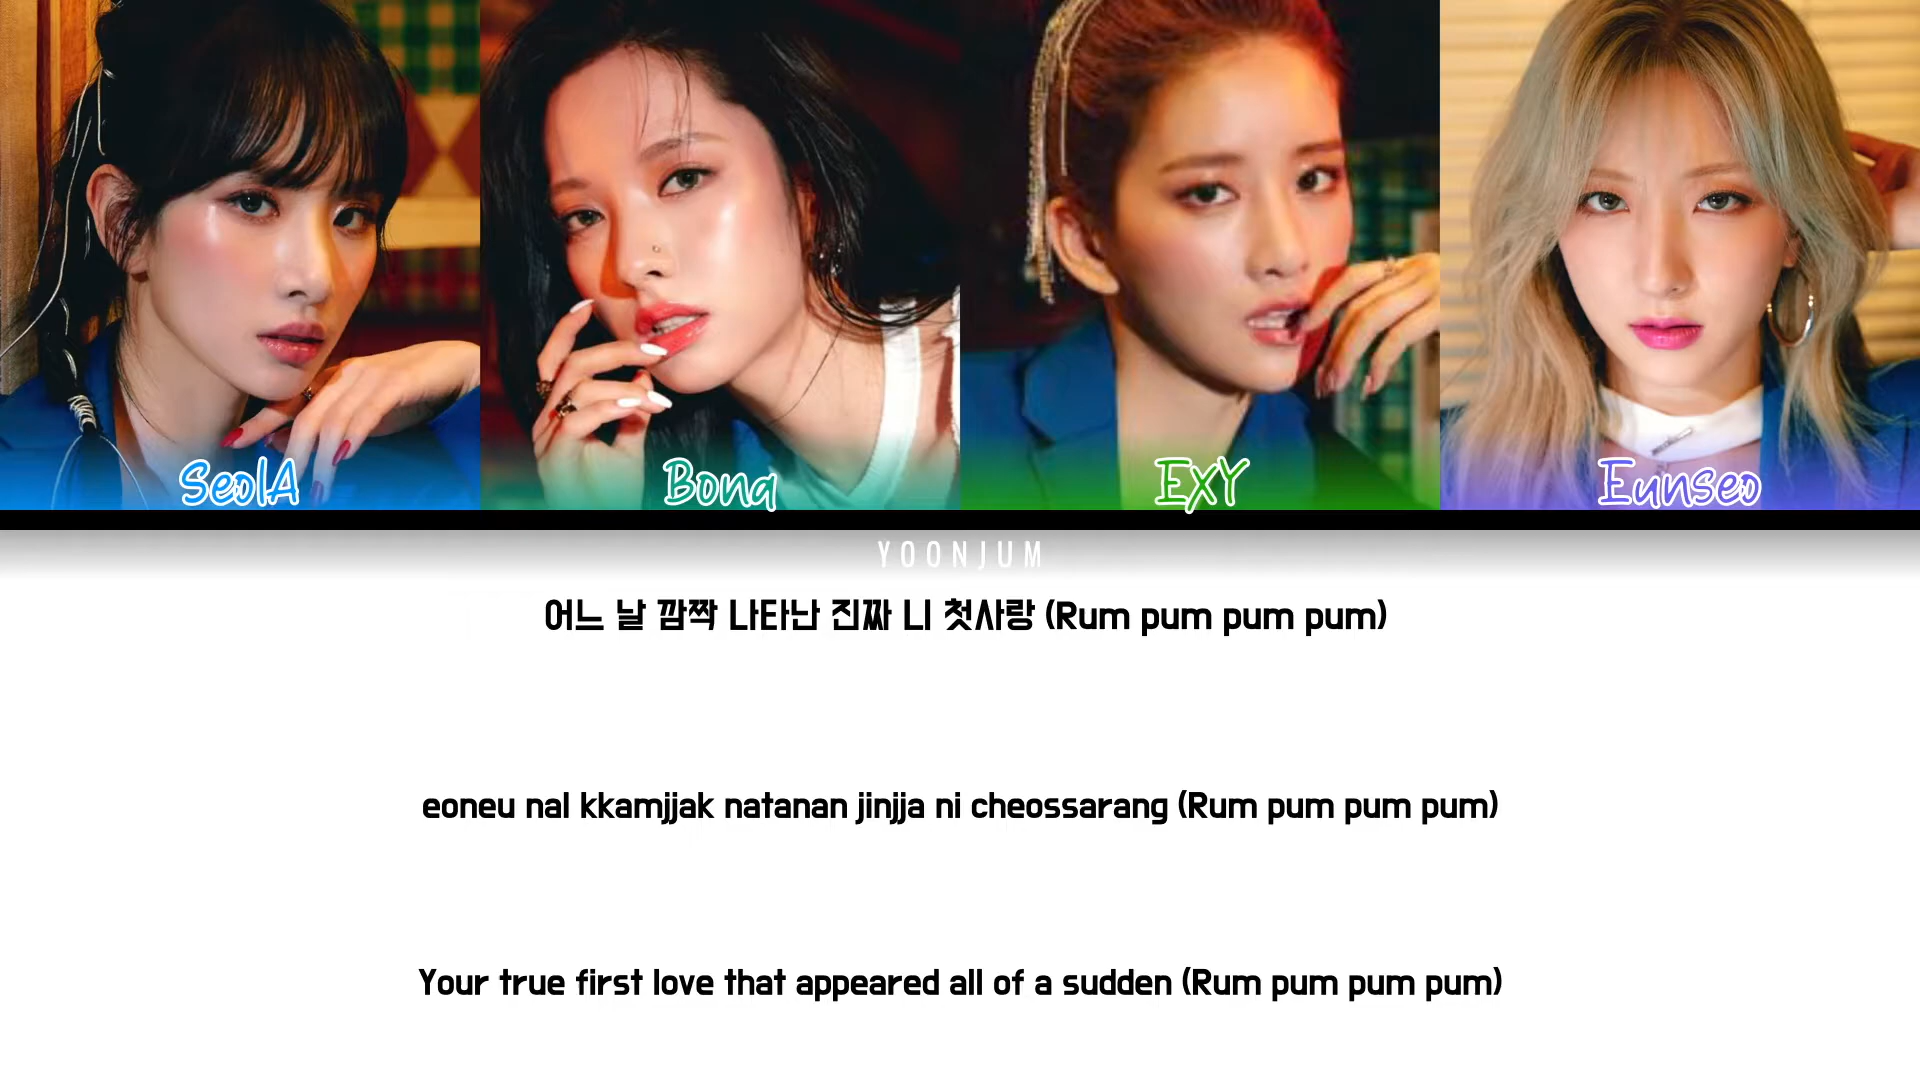 SeolA
Bona
EXY
Eunseo
YOONJUM
어느 날 깜짝 나타난 진짜 니 첫사랑 (Rum pum pum pum)
eoneu nal kkamjjak natanan jinjja ni cheossarang (Rum pum pum pum)
Your true first love that appeared all of a sudden (Rum pum pum pum)